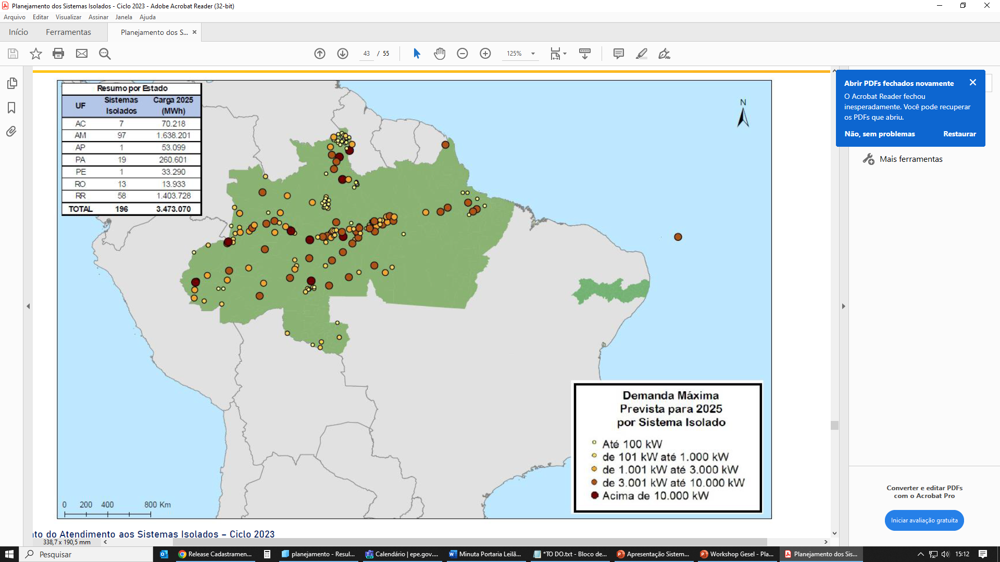 Planejamento dos Sistemas Isolados - Ciclo 2023 - Adobe Acrobat Reader (32-bit)
Arquivo Editar Visualizar Assinar Janela Ajuda
Início Ferramentas Planejamento dos S...
43 / 55 125%
Resumo por Estado
UF Sistemas Isolados Carga 2025 (MWh)
AC 7 70.218
AM 97 1.638.201
AP 1 53.099
PA 19 260.601
PE 1 33.290
RO 13 13.933
RR 58 1.403.728
TOTAL 196 3.473.070
N
Demanda Máxima
Prevista para 2025
por Sistema Isolado
Até 100 kW
de 101 kW até 1.000 kW
de 1.001 kW até 3.000 kW
de 3.001 kW até 10.000 kW
Acima de 10.000 kW
0 200 400 800 Km
nto do Atendimento aos Sistemas Isolados – Ciclo 2023
338,7 x 190,5 mm
Abrir PDFs fechados novamente
O Acrobat Reader fechou
inesperadamente. Você pode recuperar
os PDFs que abriu.
Não, sem problemas Restaurar
Mais ferramentas
Converter e editar PDFs
com o Acrobat Pro
Iniciar avaliação gratuita
Pesquisar
Release Cadastramen...
planejamento - Resul...
Calendário | epe.gov....
Minuta Portaria Leilã...
*TO DO.txt - Bloco de...
Apresentação Sistem...
Workshop Gesel - Pla...
Planejamento dos Sis...
15:12